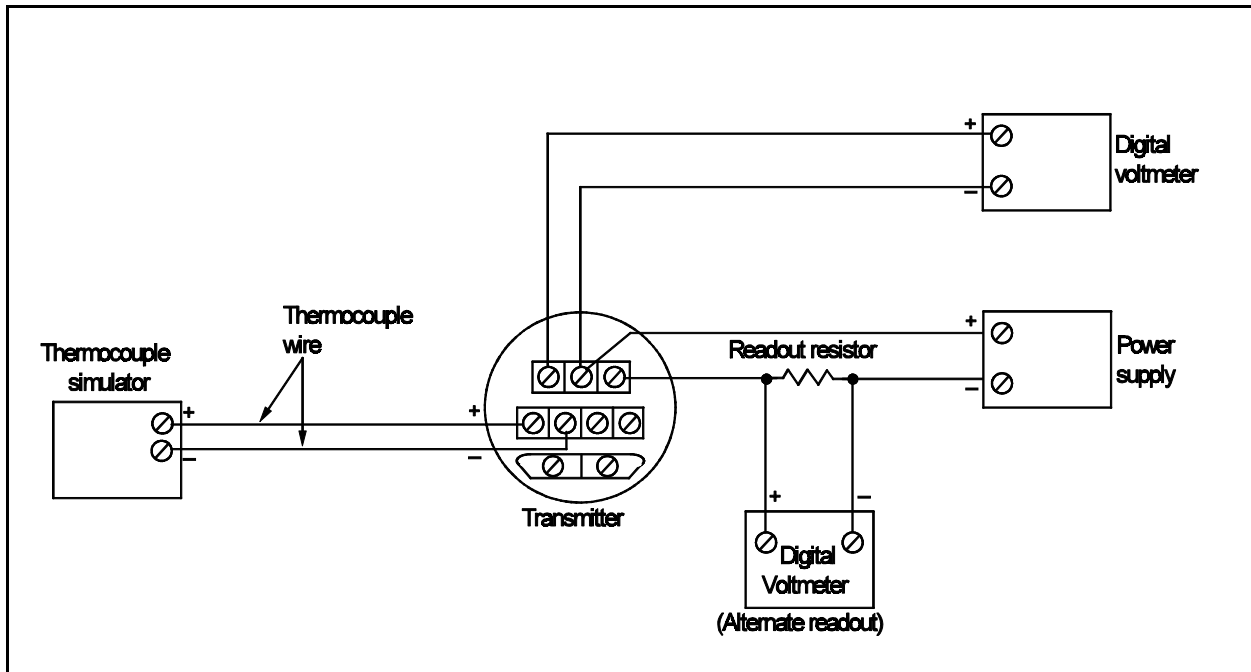 +
Digital
voltmeter
−
Thermocouple
wire
Thermocouple
simulator
+
Readout resistor
Power
supply
−
+
+
−
−
Transmitter
+
−
Digital
Voltmeter
(Alternate readout)